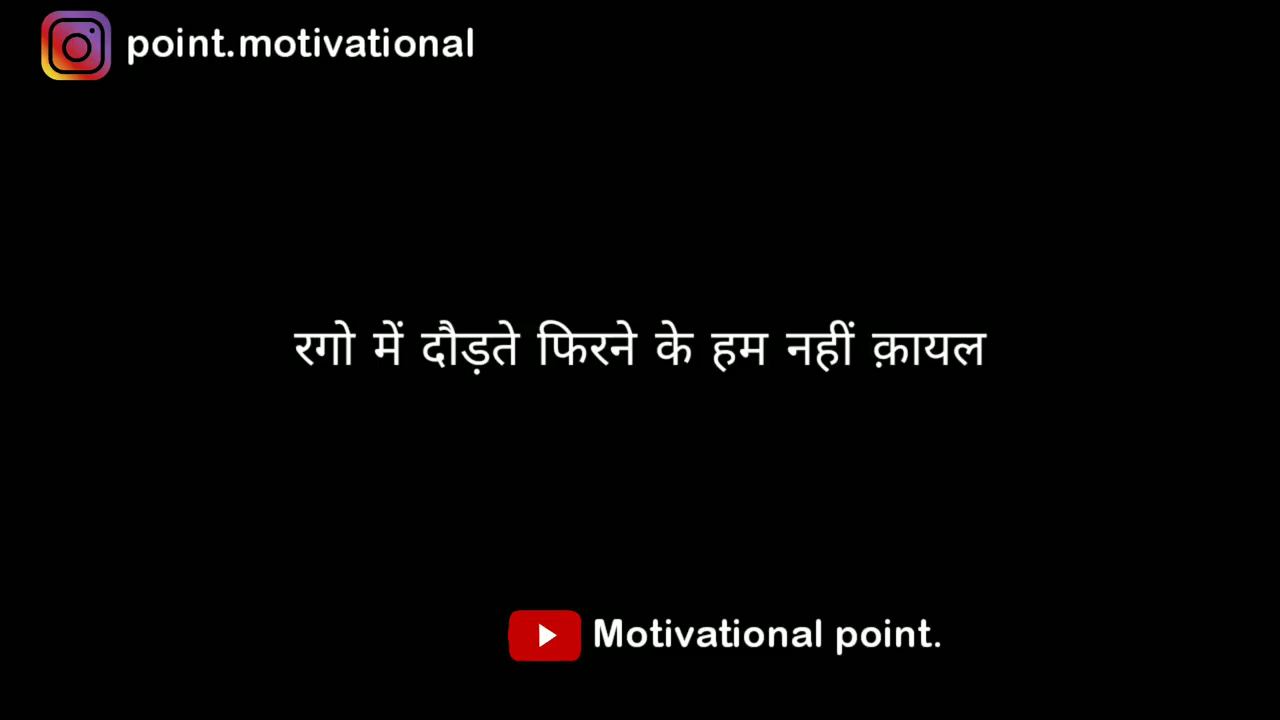 point.motivational
रगो में दौड़ते फिरने के हम नहीं क़ायल
Motivational point.